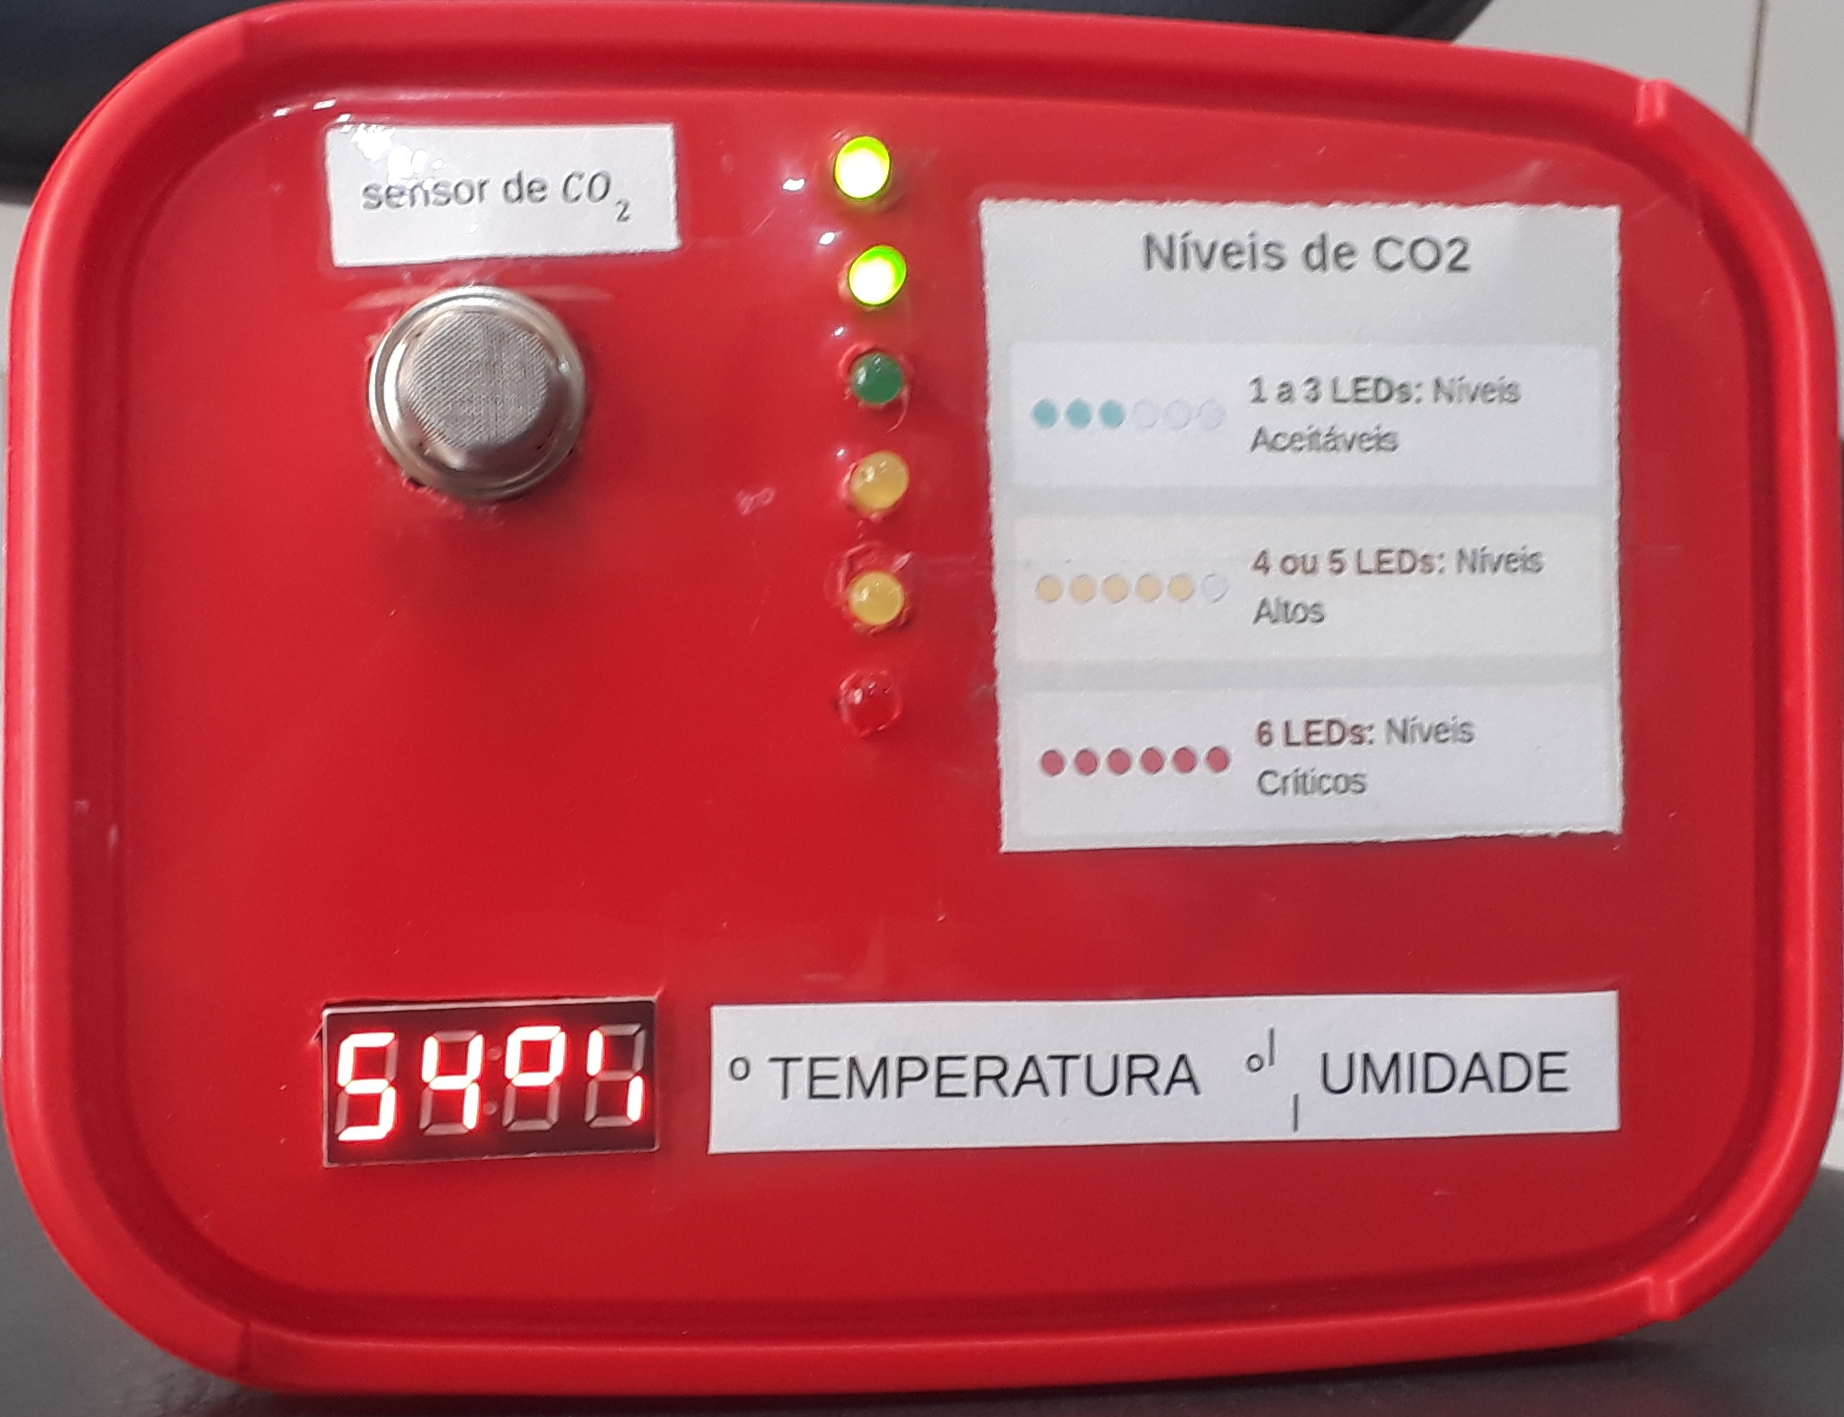 sensor de CO₂
Níveis de CO2
1 a 3 LEDs: Níveis
Aceitáveis
4 ou 5 LEDs: Níveis
Altos
6 LEDs: Níveis
Críticos
54
º TEMPERATURA
UMIDADE